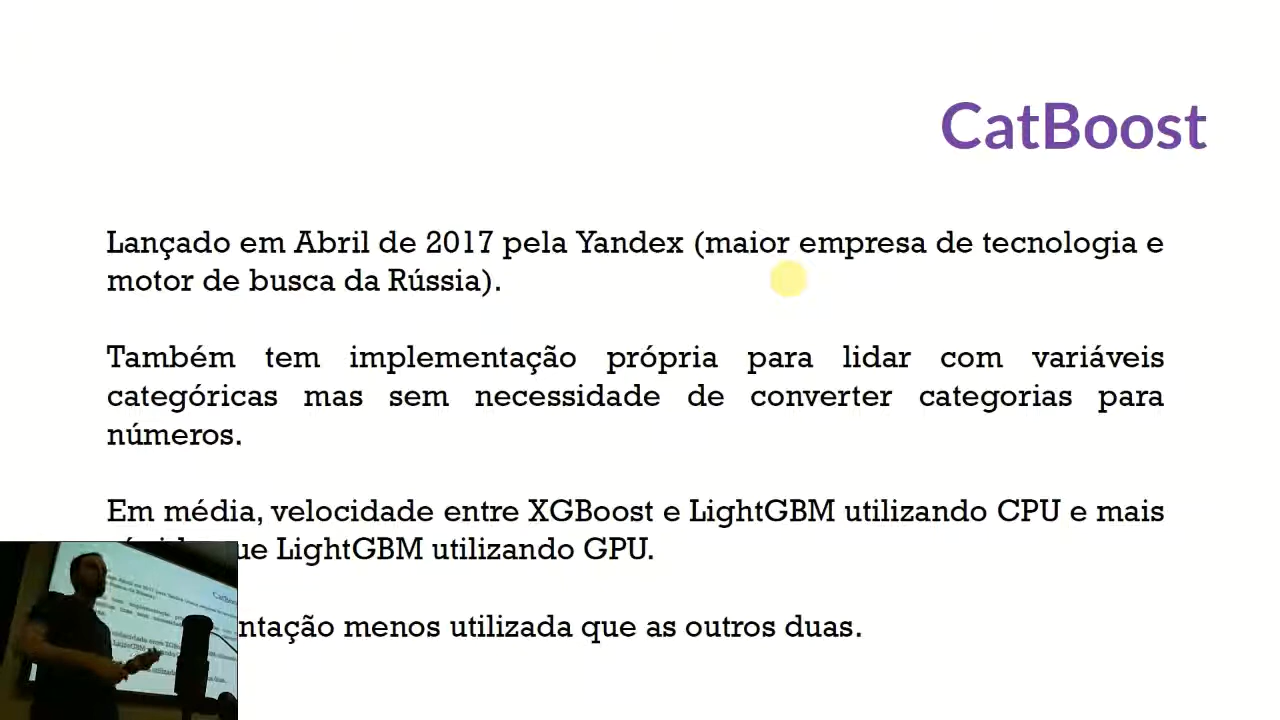 CatBoost
Lançado em Abril de 2017 pela Yandex (maior empresa de tecnologia e
motor de busca da Rússia).
Também tem implementação própria para lidar com variáveis
categóricas mas sem necessidade de converter categorias para
números.
Em média, velocidade entre XGBoost e LightGBM utilizando CPU e mais
que LightGBM utilizando GPU.
menos utilizada que as outros duas.